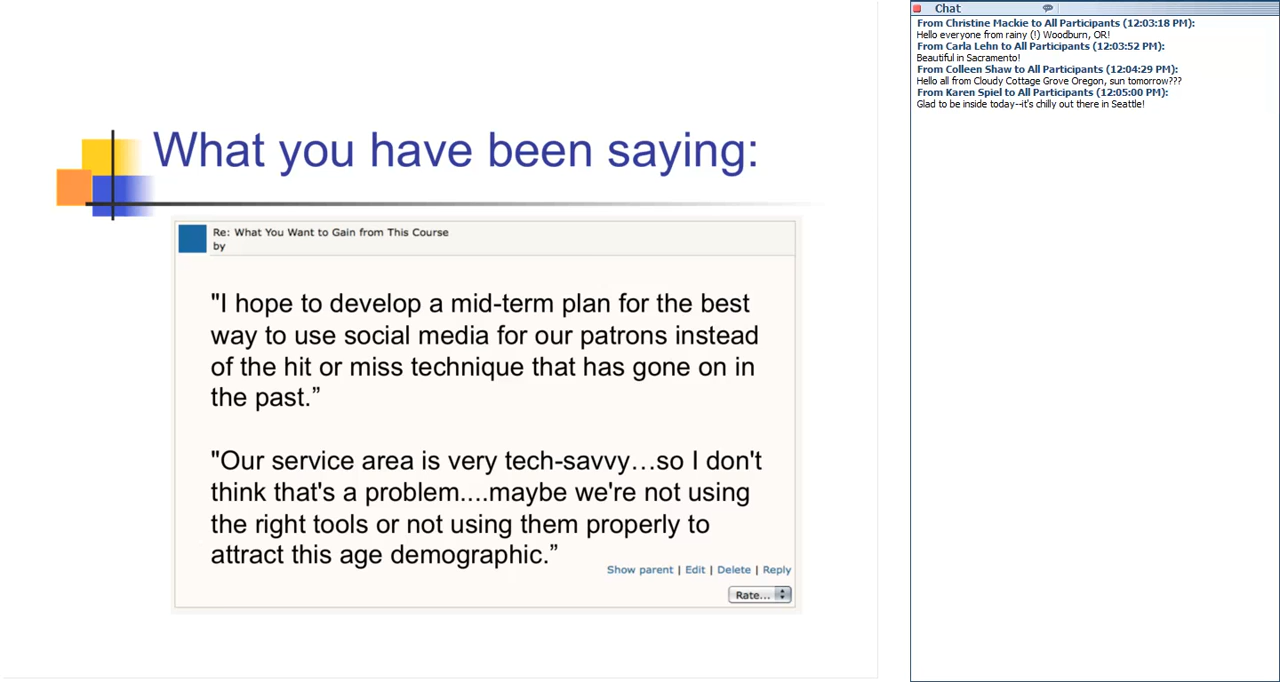 What you have been saying:
Re: What You Want to Gain from This Course
by
"I hope to develop a mid-term plan for the best
way to use social media for our patrons instead
of the hit or miss technique that has gone on in
the past.”
"Our service area is very tech-savvy…so I don't
think that's a problem....maybe we're not using
the right tools or not using them properly to
attract this age demographic.”
Show parent | Edit | Delete | Reply
Rate...
Chat
From Christine Mackie to All Participants (12:03:18 PM):
Hello everyone from rainy (!) Woodburn, OR!
From Carla Lehn to All Participants (12:03:52 PM):
Beautiful in Sacramento!
From Colleen Shaw to All Participants (12:04:29 PM):
Hello all from Cloudy Cottage Grove Oregon, sun tomorrow???
From Karen Spiel to All Participants (12:05:00 PM):
Glad to be inside today--it's chilly out there in Seattle!